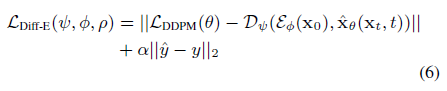 ℒ_Diff-E(ψ, ϕ, ρ) = ||ℒ_DDPM(θ) − 𝒟_ψ(ℰ_ϕ(x₀), x̂_θ(x_t, t))||
+ α||ŷ − y||₂
(6)